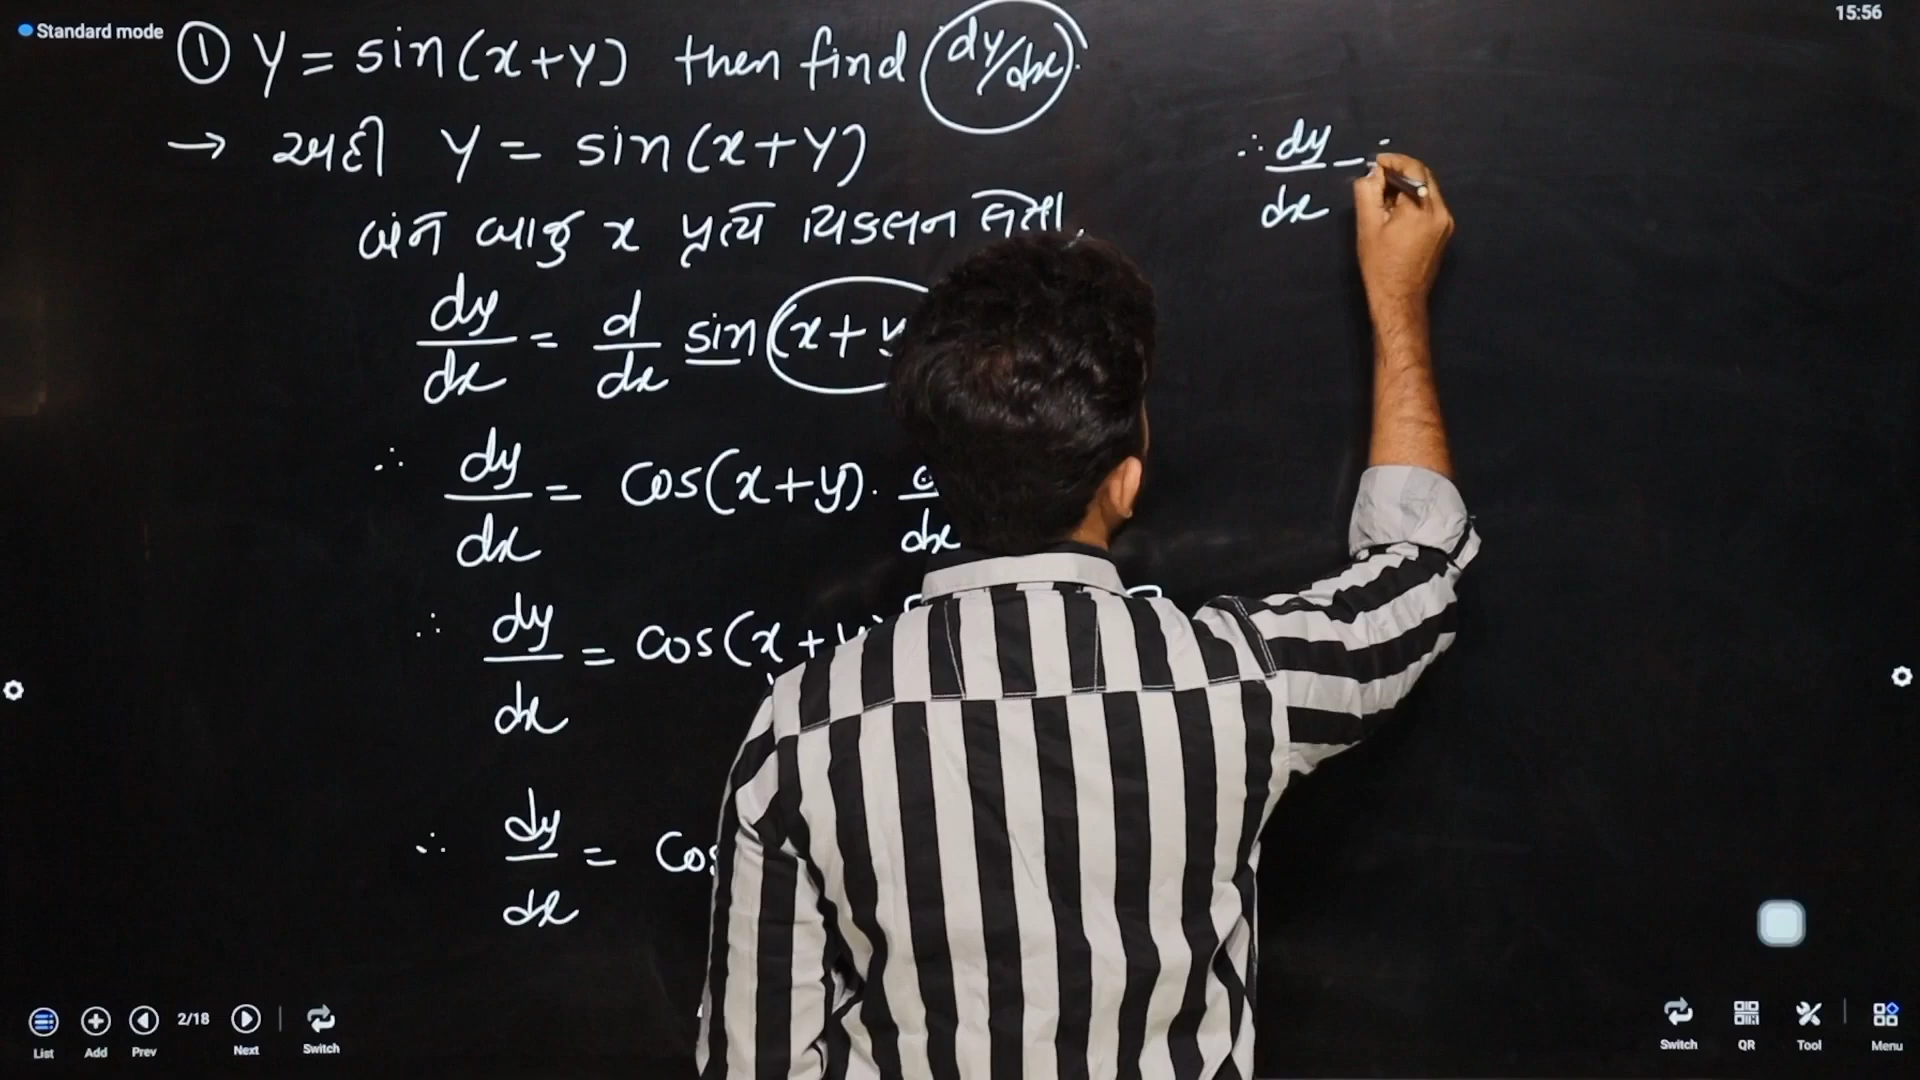 Standard mode
15:56
① y = sin(x+y) then find dy/dx.
→ અહીં y = sin(x+y)
બંને બાજુ x પ્રત્યે વિકલન લેતા,
dy/dx = d/dx sin(x+y
∴ dy/dx = cos(x+y).
dx
∴ dy/dx = cos(x+y)
∴ dy/dx = cos
∴ dy/dx -
List
Add
Prev
2/18
Next
Switch
Switch
QR
Tool
Menu